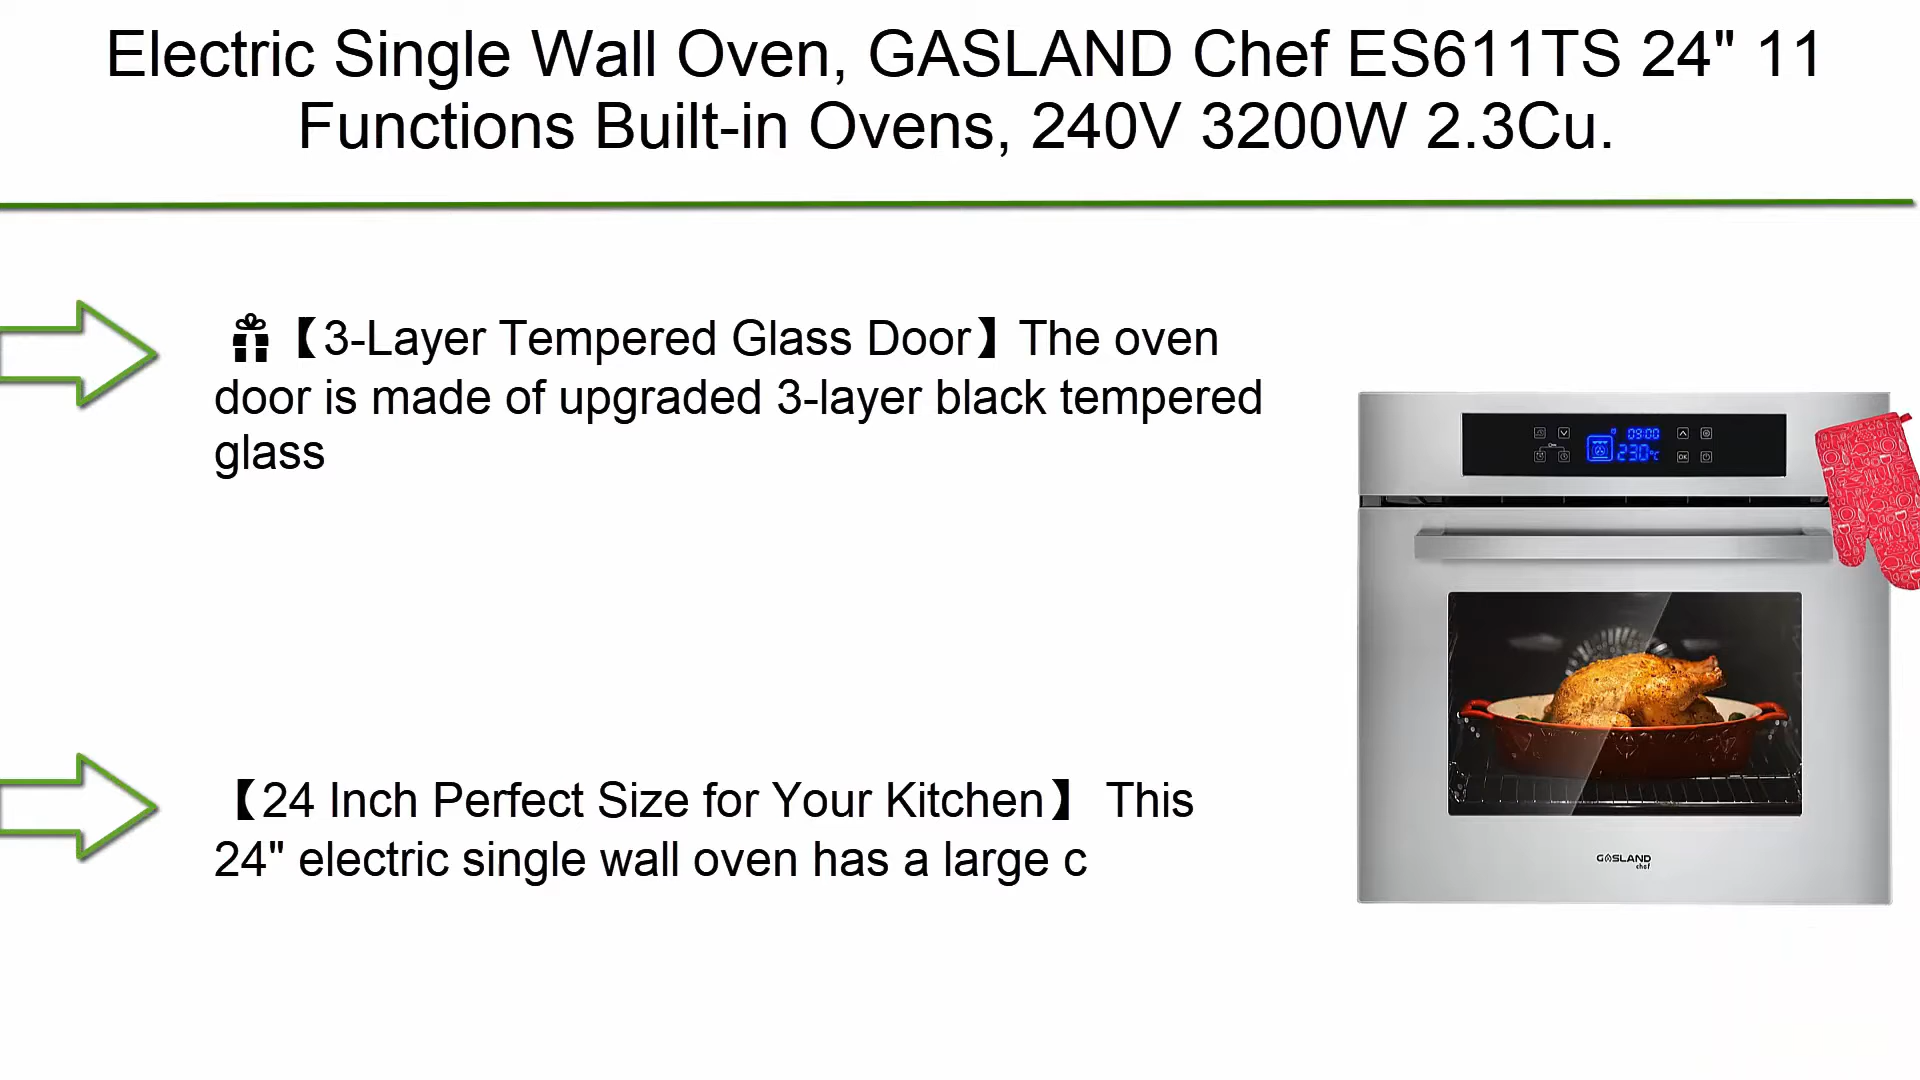 Electric Single Wall Oven, GASLAND Chef ES611TS 24" 11
Functions Built-in Ovens, 240V 3200W 2.3Cu.
🎁【3-Layer Tempered Glass Door】The oven
door is made of upgraded 3-layer black tempered
glass
09:00
230°C
OK
【24 Inch Perfect Size for Your Kitchen】 This
24" electric single wall oven has a large c
GASLAND
chef